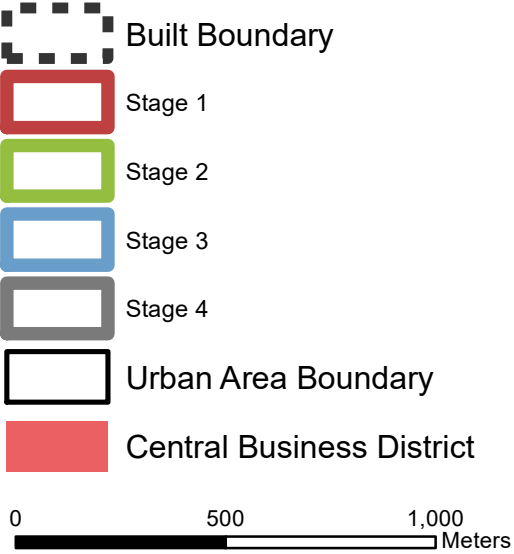 Built Boundary
Stage 1
Stage 2
Stage 3
Stage 4
Urban Area Boundary
Central Business District
0 500 1,000
Meters